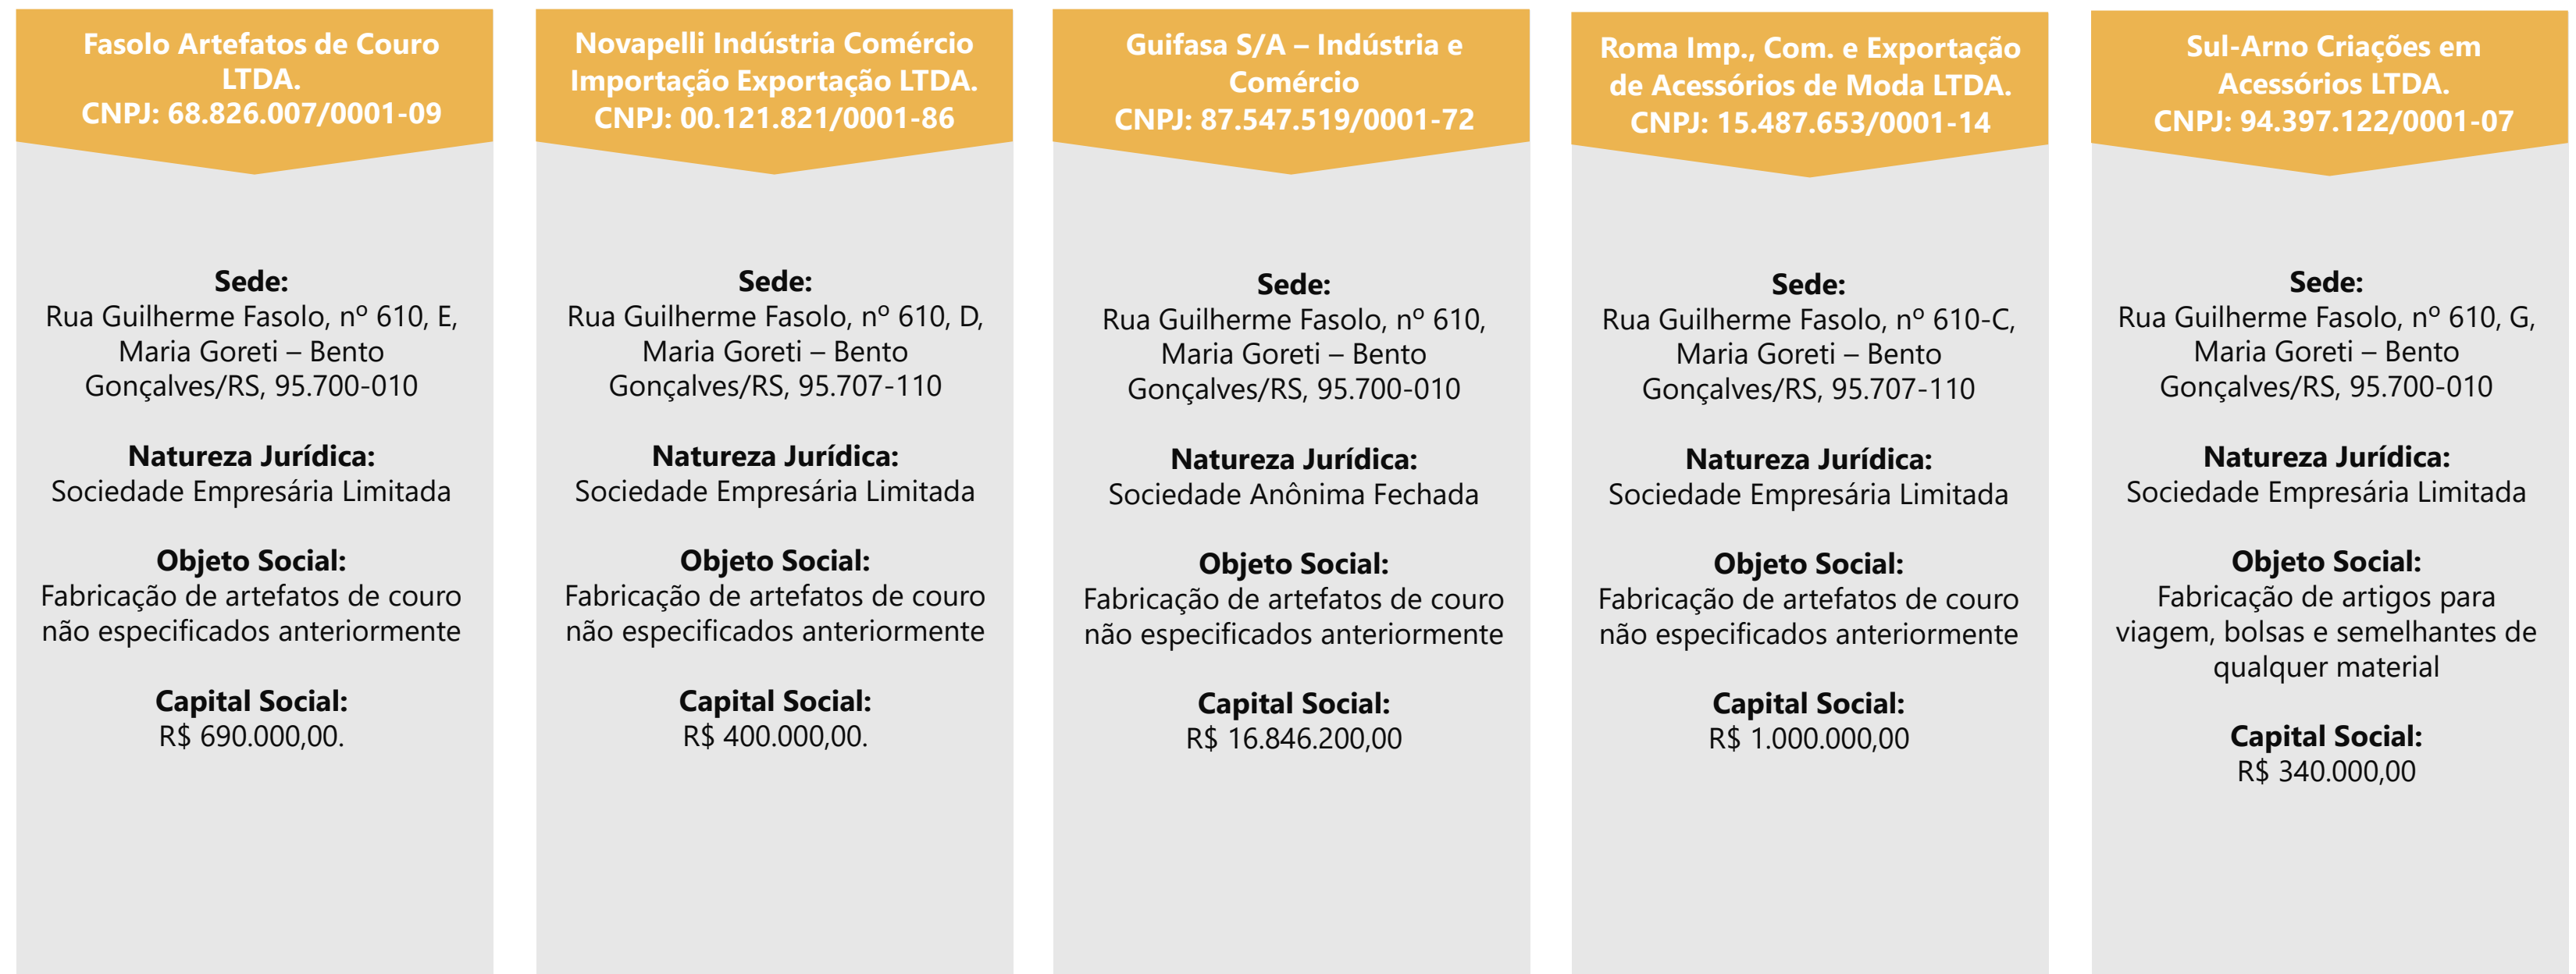 Fasolo Artefatos de Couro
LTDA.
CNPJ: 68.826.007/0001-09
Sede:
Rua Guilherme Fasolo, nº 610, E,
Maria Goreti – Bento
Gonçalves/RS, 95.700-010
Natureza Jurídica:
Sociedade Empresária Limitada
Objeto Social:
Fabricação de artefatos de couro
não especificados anteriormente
Capital Social:
R$ 690.000,00.
Novapelli Indústria Comércio
Importação Exportação LTDA.
CNPJ: 00.121.821/0001-86
Sede:
Rua Guilherme Fasolo, nº 610, D,
Maria Goreti – Bento
Gonçalves/RS, 95.707-110
Natureza Jurídica:
Sociedade Empresária Limitada
Objeto Social:
Fabricação de artefatos de couro
não especificados anteriormente
Capital Social:
R$ 400.000,00.
Guifasa S/A – Indústria e
Comércio
CNPJ: 87.547.519/0001-72
Sede:
Rua Guilherme Fasolo, nº 610,
Maria Goreti – Bento
Gonçalves/RS, 95.700-010
Natureza Jurídica:
Sociedade Anônima Fechada
Objeto Social:
Fabricação de artefatos de couro
não especificados anteriormente
Capital Social:
R$ 16.846.200,00
Roma Imp., Com. e Exportação
de Acessórios de Moda LTDA.
CNPJ: 15.487.653/0001-14
Sede:
Rua Guilherme Fasolo, nº 610-C,
Maria Goreti – Bento
Gonçalves/RS, 95.707-110
Natureza Jurídica:
Sociedade Empresária Limitada
Objeto Social:
Fabricação de artefatos de couro
não especificados anteriormente
Capital Social:
R$ 1.000.000,00
Sul-Arno Criações em
Acessórios LTDA.
CNPJ: 94.397.122/0001-07
Sede:
Rua Guilherme Fasolo, nº 610, G,
Maria Goreti – Bento
Gonçalves/RS, 95.700-010
Natureza Jurídica:
Sociedade Empresária Limitada
Objeto Social:
Fabricação de artigos para
viagem, bolsas e semelhantes de
qualquer material
Capital Social:
R$ 340.000,00